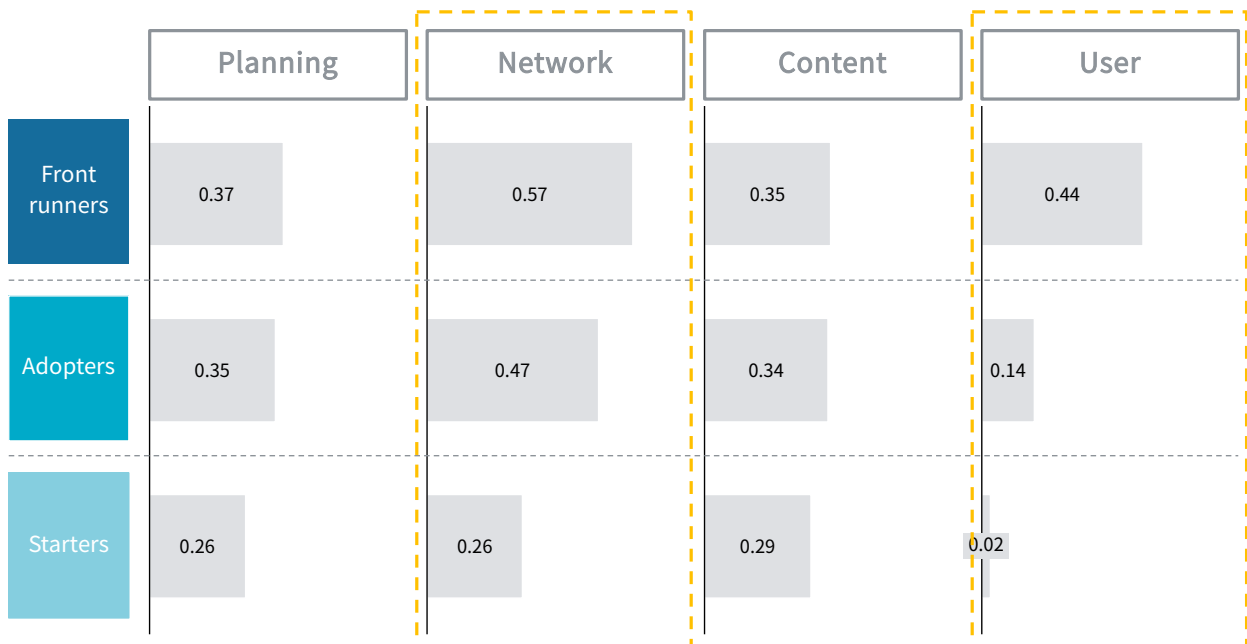 Planning
Network
Content
User
Front
runners
0.37
0.57
0.35
0.44
Adopters
0.35
0.47
0.34
0.14
Starters
0.26
0.26
0.29
0.02